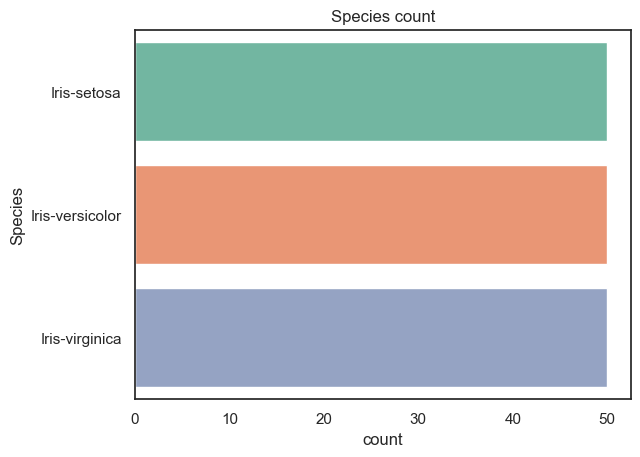 Species count
Species
Iris-setosa
Iris-versicolor
Iris-virginica
0 10 20 30 40 50
count